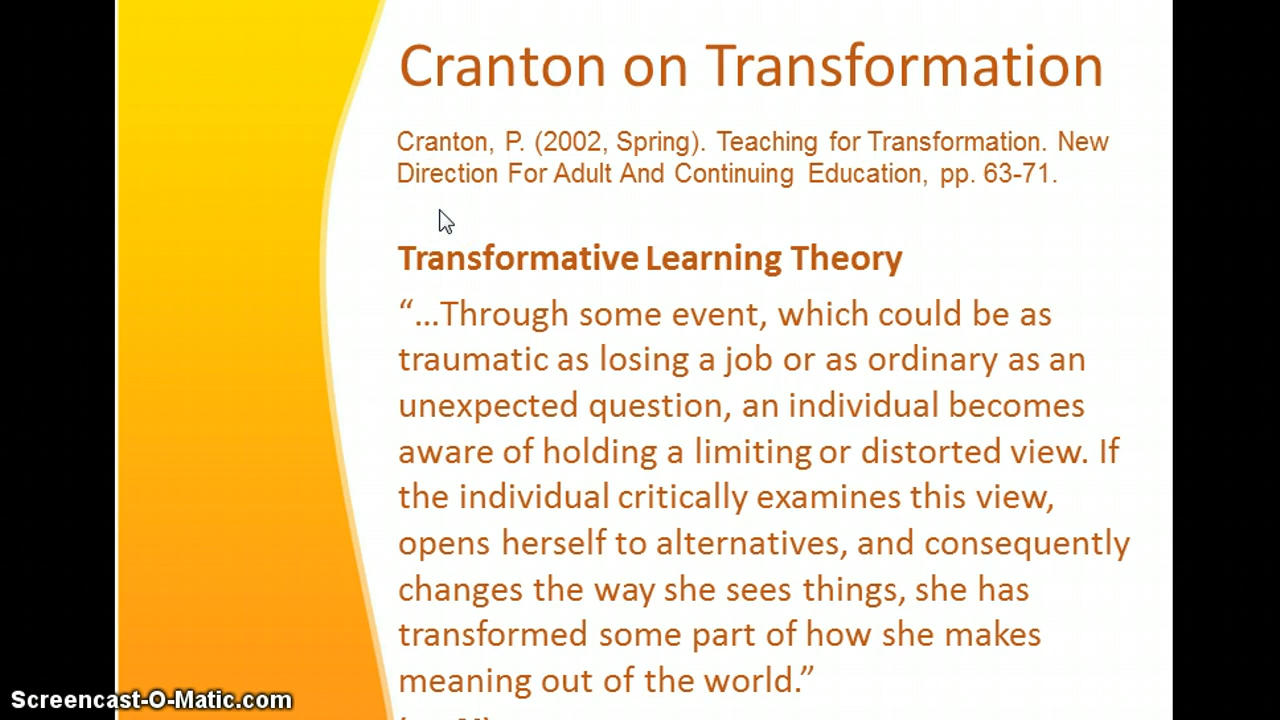 Cranton on Transformation
Cranton, P. (2002, Spring). Teaching for Transformation. New
Direction For Adult And Continuing Education, pp. 63-71.
Transformative Learning Theory
“...Through some event, which could be as
traumatic as losing a job or as ordinary as an
unexpected question, an individual becomes
aware of holding a limiting or distorted view. If
the individual critically examines this view,
opens herself to alternatives, and consequently
changes the way she sees things, she has
transformed some part of how she makes
meaning out of the world.”
Screencast-O-Matic.com